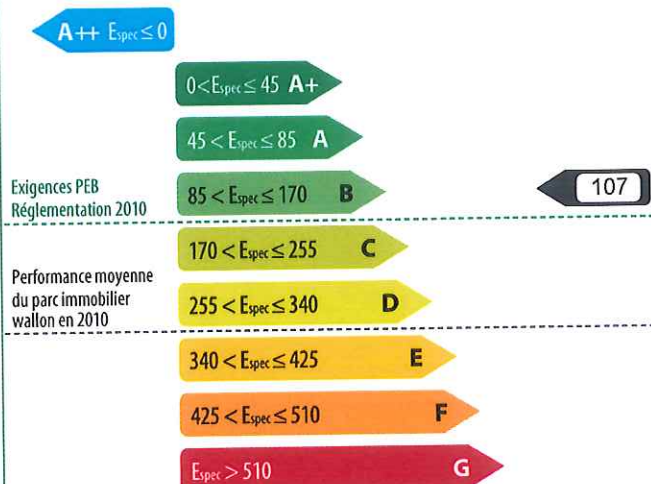 A++ Espec ≤ 0
0 < Espec ≤ 45 A+
45 < Espec ≤ 85 A
Exigences PEB
Réglementation 2010
85 < Espec ≤ 170 B
107
170 < Espec ≤ 255 C
Performance moyenne
du parc immobilier
wallon en 2010
255 < Espec ≤ 340 D
340 < Espec ≤ 425 E
425 < Espec ≤ 510 F
Espec > 510 G